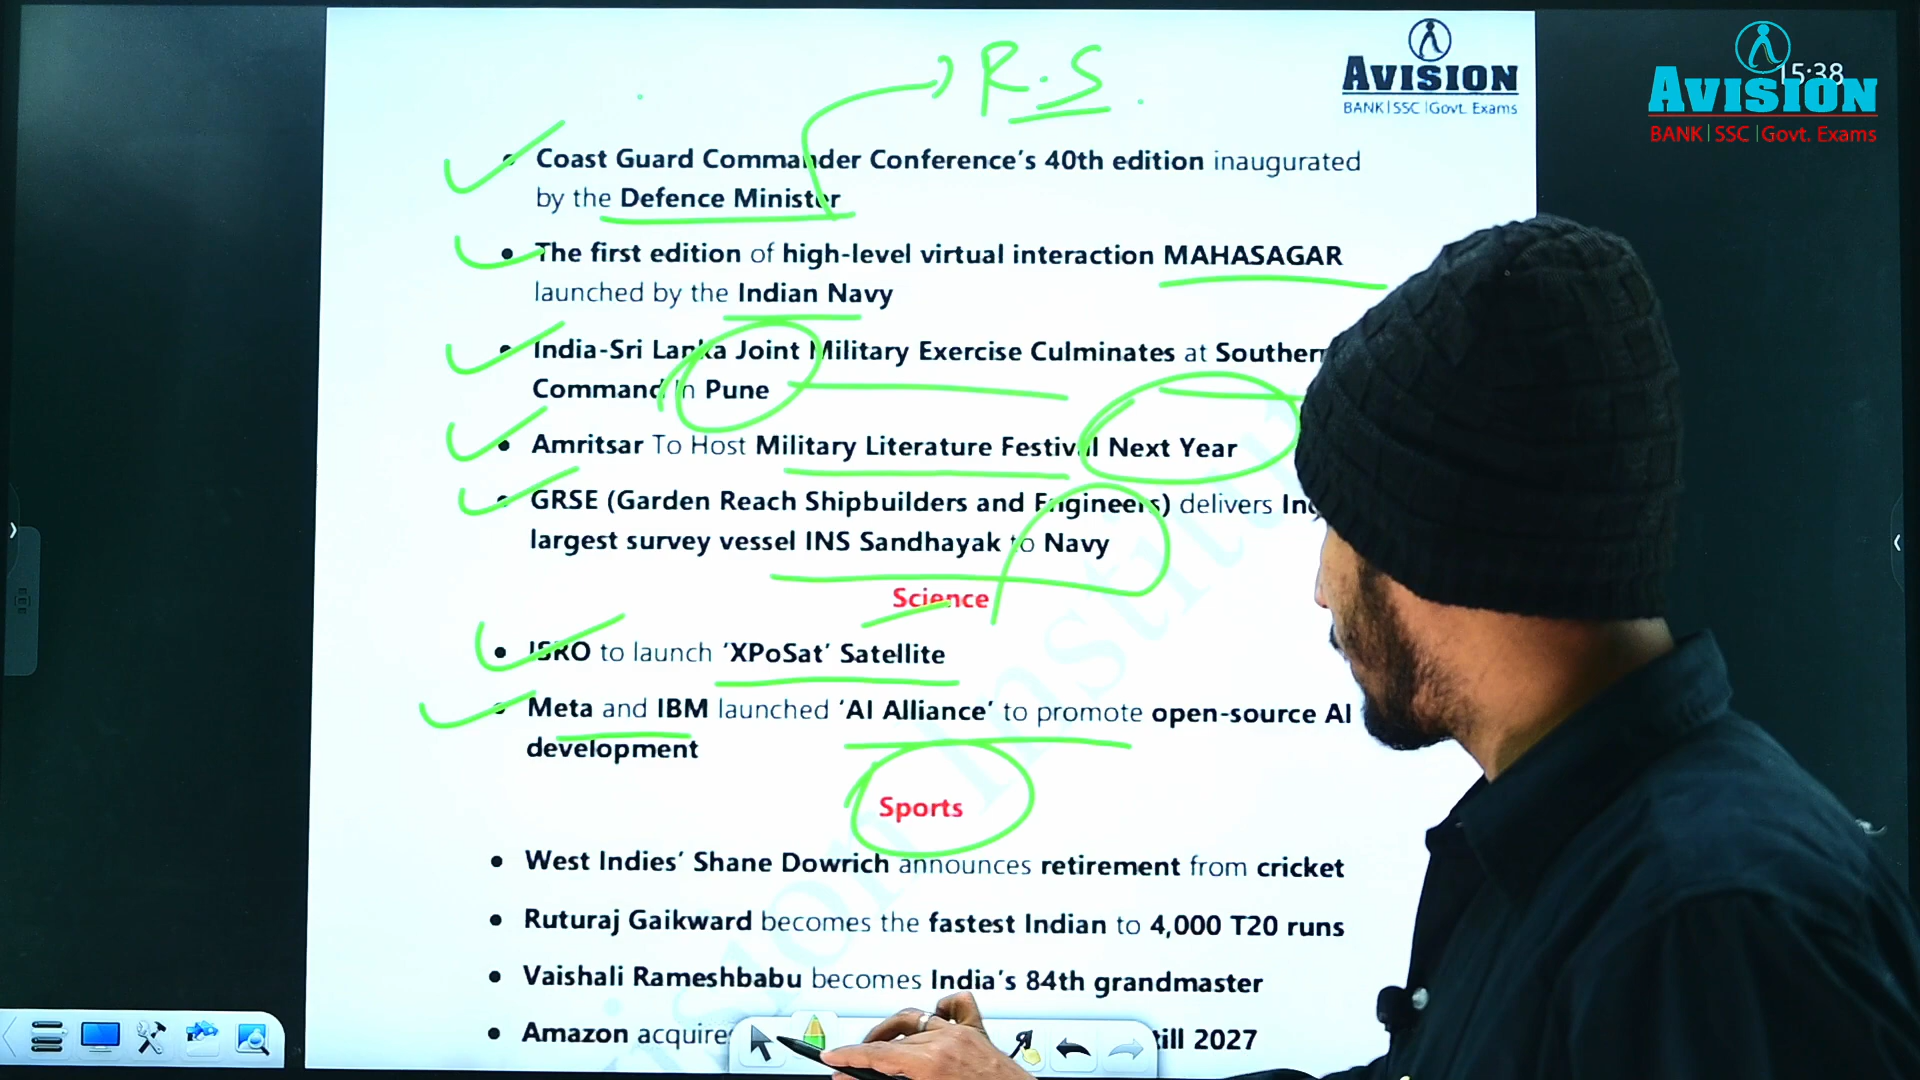 R.S.
AVISION
BANK|SSC|Govt. Exams
15:38
AVISION
BANK|SSC|Govt. Exams
• Coast Guard Commander Conference's 40th edition inaugurated
by the Defence Minister
• The first edition of high-level virtual interaction MAHASAGAR
launched by the Indian Navy
• India-Sri Lanka Joint Military Exercise Culminates at Southern
Command in Pune
• Amritsar To Host Military Literature Festival Next Year
• GRSE (Garden Reach Shipbuilders and Engineers) delivers
largest survey vessel INS Sandhayak to Navy
Science
• ISRO to launch 'XPoSat' Satellite
• Meta and IBM launched 'AI Alliance' to promote open-source AI
development
Sports
• West Indies' Shane Dowrich announces retirement from cricket
• Ruturaj Gaikward becomes the fastest Indian to 4,000 T20 runs
• Vaishali Rameshbabu becomes India's 84th grandmaster
• Amazon till 2027